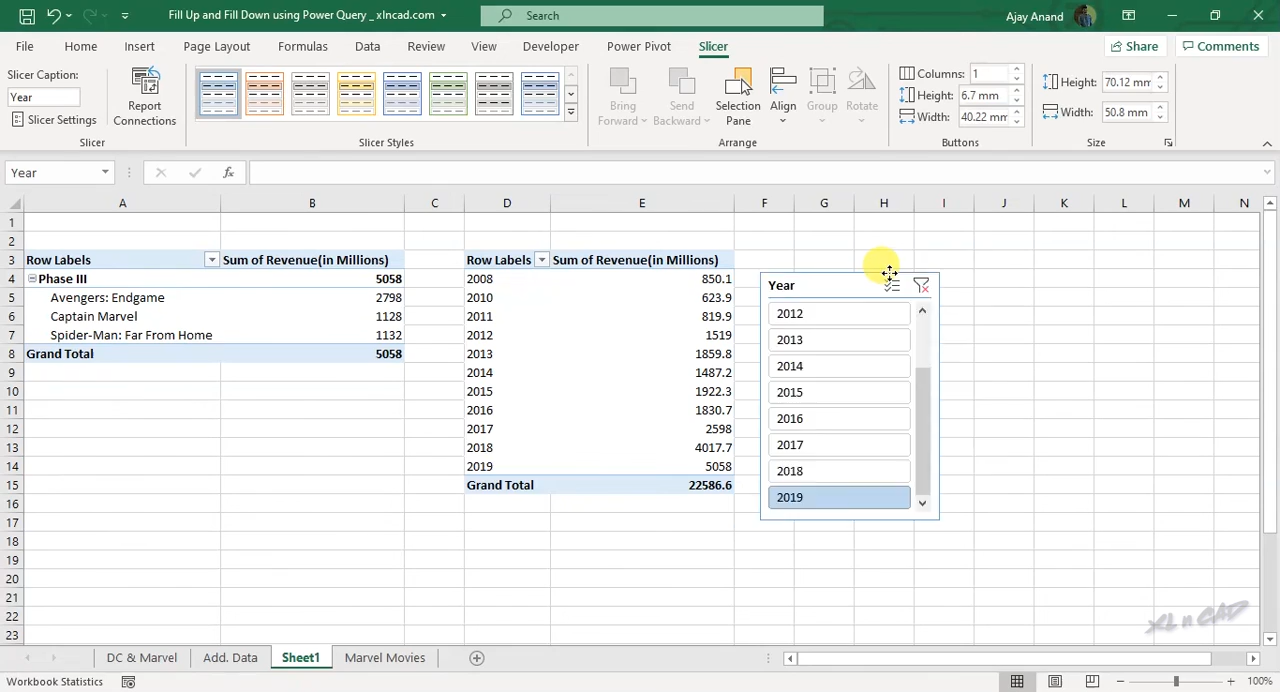 Fill Up and Fill Down using Power Query _ xlncad.com
Search
Ajay Anand
File Home Insert Page Layout Formulas Data Review View Developer Power Pivot Slicer Share Comments
Slicer Caption:
Year
Slicer Settings
Report Connections
Bring Forward
Send Backward
Selection Pane
Align
Group
Rotate
Columns: 1
Height: 6.7 mm
Width: 40.22 mm
Height: 70.12 mm
Width: 50.8 mm
Slicer Slicer Styles Arrange Buttons Size
Year fx
A B C D E F G H I J K L M N
1
2
3 Row Labels Sum of Revenue(in Millions) Row Labels Sum of Revenue(in Millions)
4 Phase III 5058 2008 850.1
5 Avengers: Endgame 2798 2010 623.9
6 Captain Marvel 1128 2011 819.9
7 Spider-Man: Far From Home 1132 2012 1519
8 Grand Total 5058 2013 1859.8
9 2014 1487.2
10 2015 1922.3
11 2016 1830.7
12 2017 2598
13 2018 4017.7
14 2019 5058
15 Grand Total 22586.6
16
17
18
19
20
21
22
23
Year
2012
2013
2014
2015
2016
2017
2018
2019
XL n CAD
DC & Marvel Add. Data Sheet1 Marvel Movies
Workbook Statistics 100%